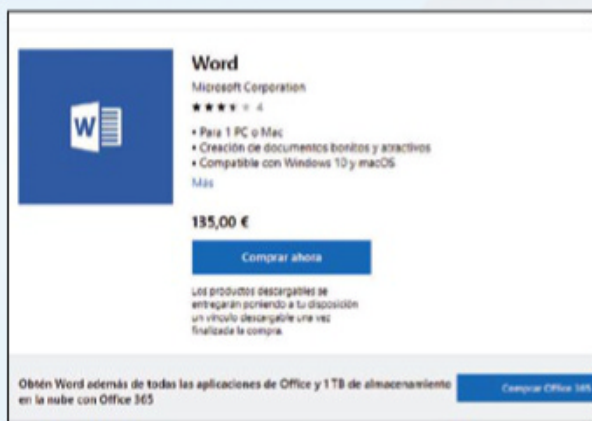 W
Word
Microsoft Corporation
★★★★★ 4
• Para 1 PC o Mac
• Creación de documentos bonitos y atractivos
• Compatible con Windows 10 y macOS
Más
135,00 €
Comprar ahora
Los productos descargables se
entregarán poniendo a tu disposición
un vínculo descargable una vez
finalizada la compra.
Obtén Word además de todas las aplicaciones de Office y 1 TB de almacenamiento
en la nube con Office 365
Comprar Office 365